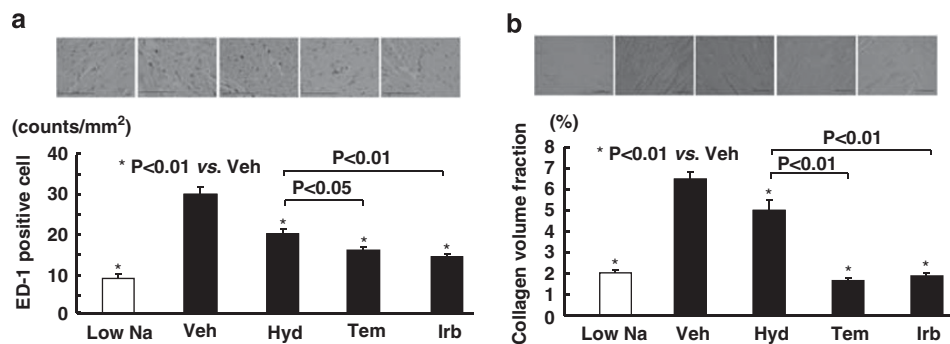 a
(counts/mm²)
ED-1 positive cell
40
30
20
10
0
* P<0.01 vs. Veh
P<0.01
P<0.05
*
*
*
*
Low Na Veh Hyd Tem Irb
b
(%)
Collagen volume fraction
8
7
6
5
4
3
2
1
0
* P<0.01 vs. Veh
P<0.01
P<0.01
*
*
*
*
Low Na Veh Hyd Tem Irb